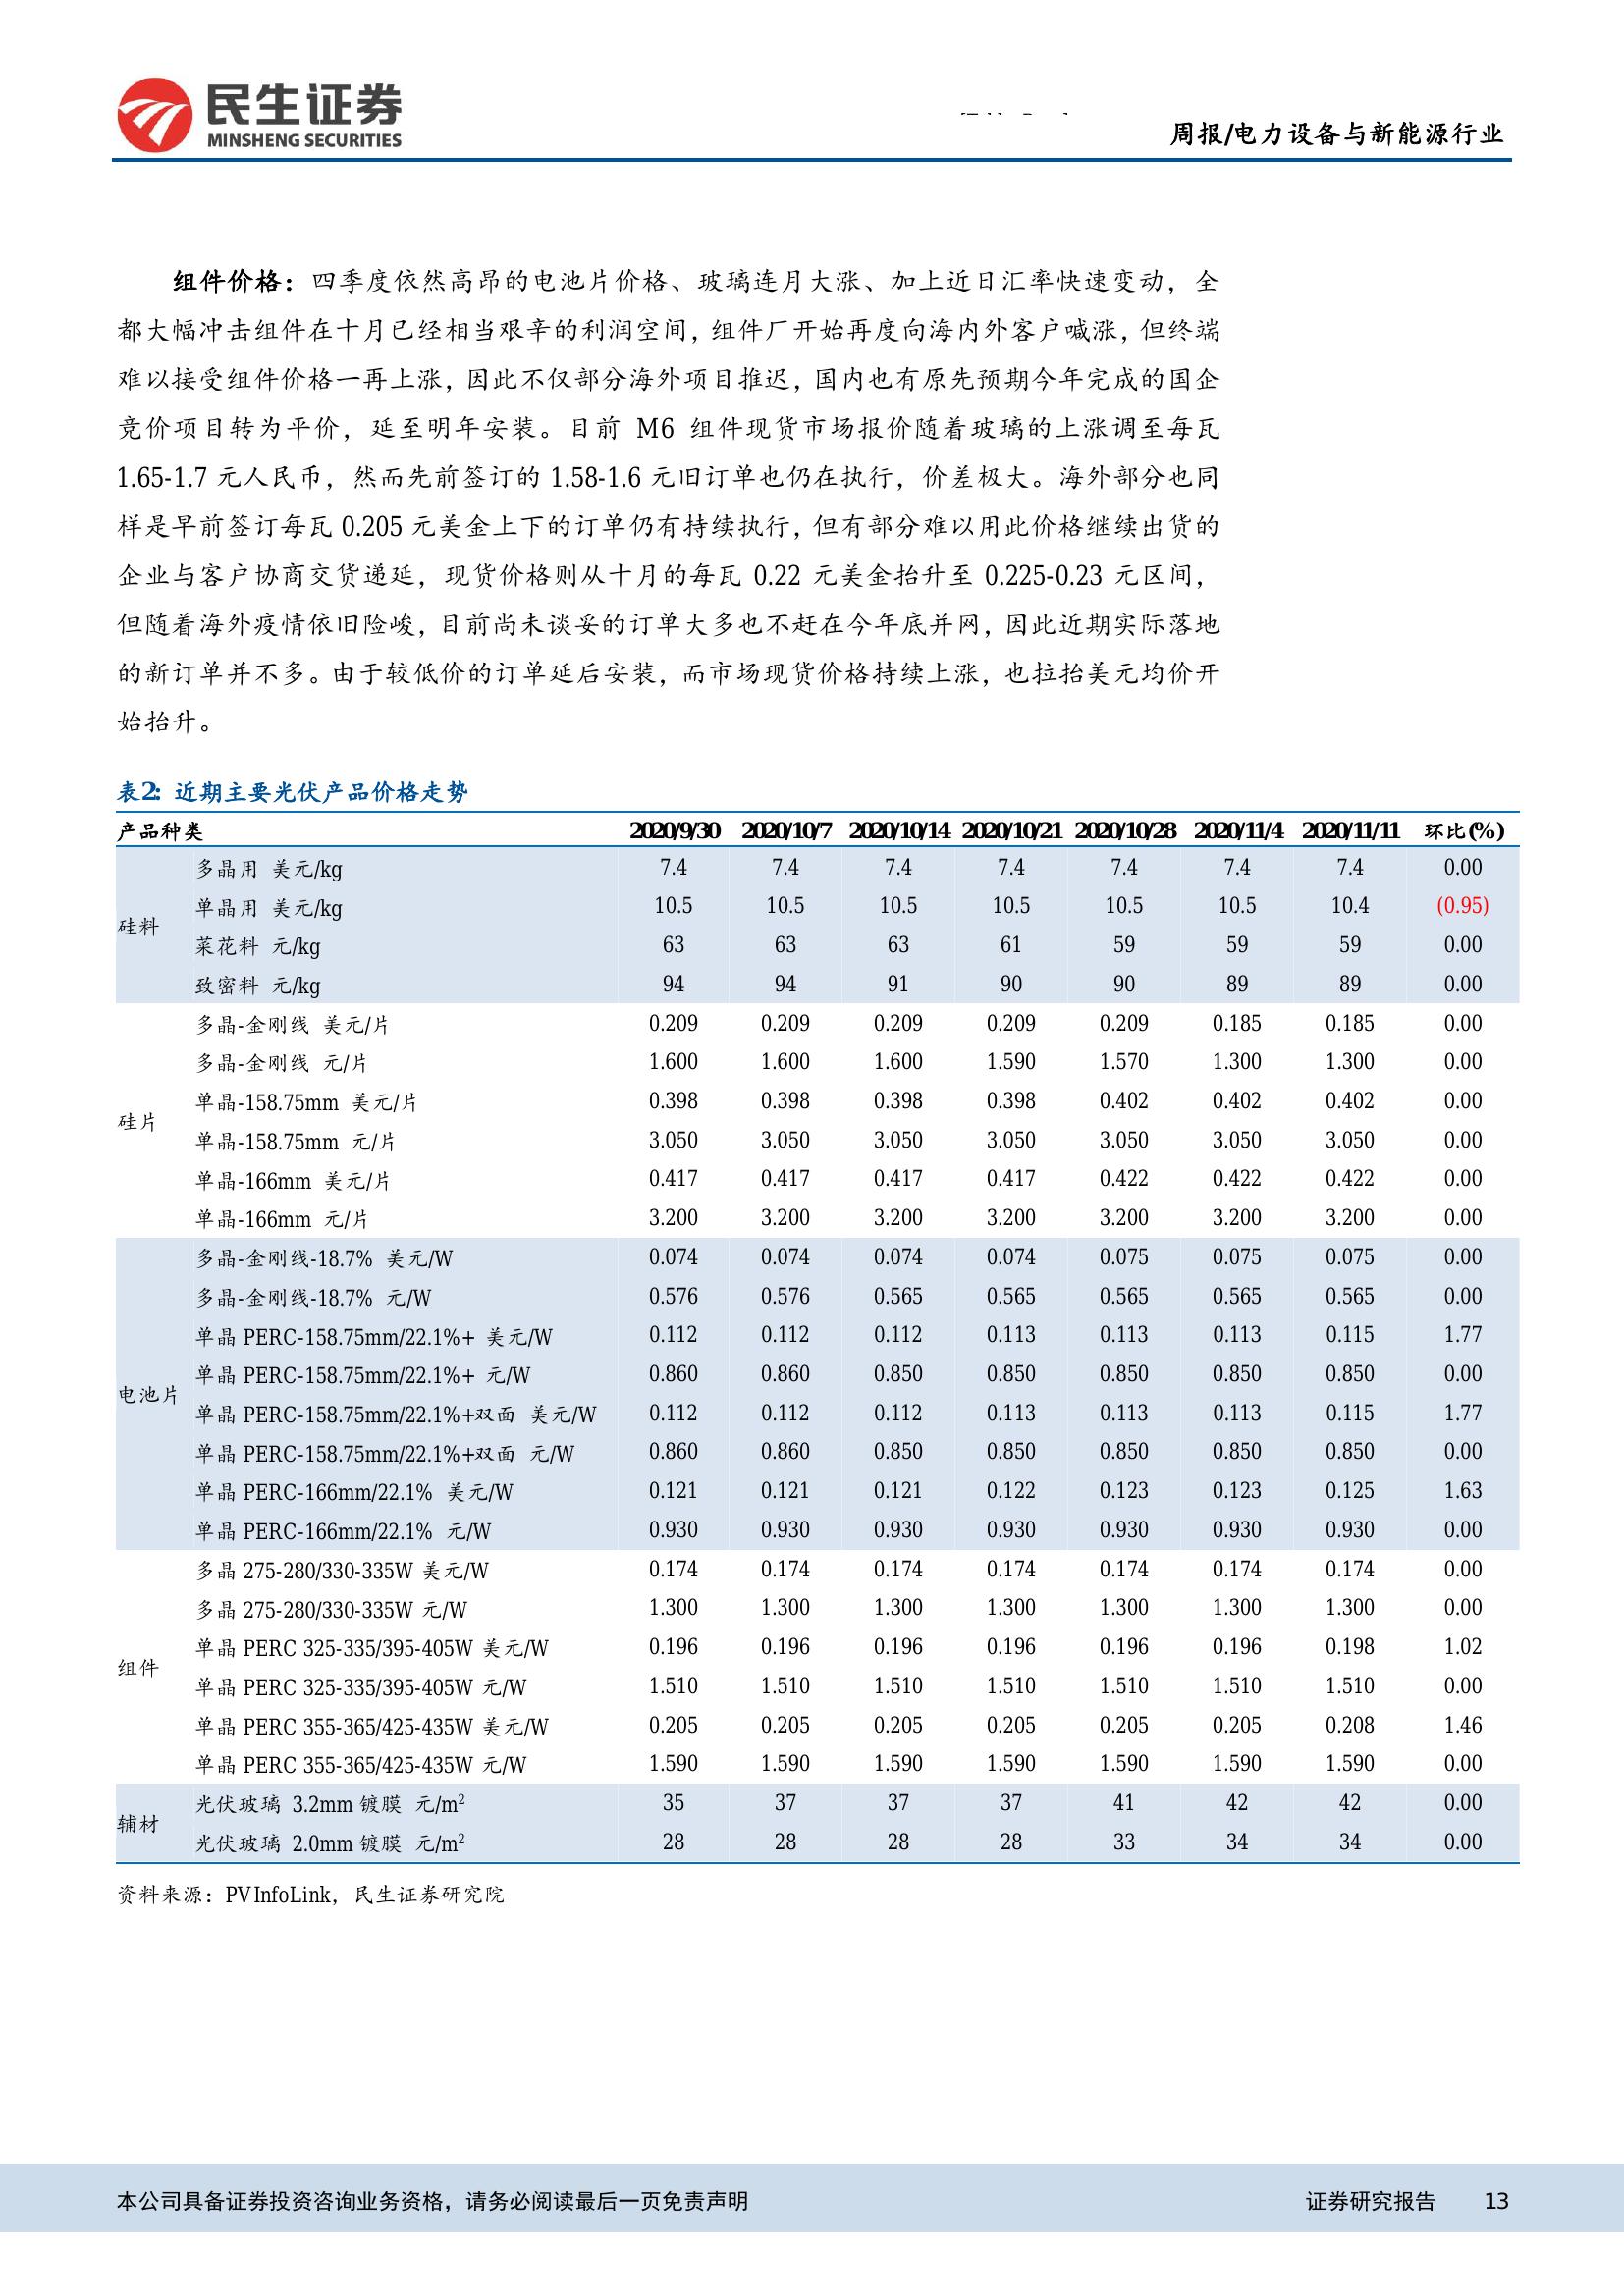 民生证券
MINSHENG SECURITIES
周报/电力设备与新能源行业
组件价格：四季度依然高昂的电池片价格、玻璃连月大涨、加上近日汇率快速变动，全
都大幅冲击组件在十月已经相当艰辛的利润空间，组件厂开始再度向海内外客户喊涨，但终端
难以接受组件价格一再上涨，因此不仅部分海外项目推迟，国内也有原先预期今年完成的国企
竞价项目转为平价，延至明年安装。目前 M6 组件现货市场报价随着玻璃的上涨调至每瓦
1.65-1.7 元人民币，然而先前签订的 1.58-1.6 元旧订单也仍在执行，价差极大。海外部分也同
样是早前签订每瓦 0.205 元美金上下的订单仍有持续执行，但有部分难以用此价格继续出货的
企业与客户协商交货递延，现货价格则从十月的每瓦 0.22 元美金抬升至 0.225-0.23 元区间，
但随着海外疫情依旧险峻，目前尚未谈妥的订单大多也不赶在今年底并网，因此近期实际落地
的新订单并不多。由于较低价的订单延后安装，而市场现货价格持续上涨，也拉抬美元均价开
始抬升。
表2：近期主要光伏产品价格走势
产品种类 2020/9/30 2020/10/7 2020/10/14 2020/10/21 2020/10/28 2020/11/4 2020/11/11 环比(%)
硅料
多晶用 美元/kg 7.4 7.4 7.4 7.4 7.4 7.4 7.4 0.00
单晶用 美元/kg 10.5 10.5 10.5 10.5 10.5 10.5 10.4 (0.95)
菜花料 元/kg 63 63 63 61 59 59 59 0.00
致密料 元/kg 94 94 91 90 90 89 89 0.00
硅片
多晶-金刚线 美元/片 0.209 0.209 0.209 0.209 0.209 0.185 0.185 0.00
多晶-金刚线 元/片 1.600 1.600 1.600 1.590 1.570 1.300 1.300 0.00
单晶-158.75mm 美元/片 0.398 0.398 0.398 0.398 0.402 0.402 0.402 0.00
单晶-158.75mm 元/片 3.050 3.050 3.050 3.050 3.050 3.050 3.050 0.00
单晶-166mm 美元/片 0.417 0.417 0.417 0.417 0.422 0.422 0.422 0.00
单晶-166mm 元/片 3.200 3.200 3.200 3.200 3.200 3.200 3.200 0.00
电池片
多晶-金刚线-18.7% 美元/W 0.074 0.074 0.074 0.074 0.075 0.075 0.075 0.00
多晶-金刚线-18.7% 元/W 0.576 0.576 0.565 0.565 0.565 0.565 0.565 0.00
单晶 PERC-158.75mm/22.1%+ 美元/W 0.112 0.112 0.112 0.113 0.113 0.113 0.115 1.77
单晶 PERC-158.75mm/22.1%+ 元/W 0.860 0.860 0.850 0.850 0.850 0.850 0.850 0.00
单晶 PERC-158.75mm/22.1%+双面 美元/W 0.112 0.112 0.112 0.113 0.113 0.113 0.115 1.77
单晶 PERC-158.75mm/22.1%+双面 元/W 0.860 0.860 0.850 0.850 0.850 0.850 0.850 0.00
单晶 PERC-166mm/22.1% 美元/W 0.121 0.121 0.121 0.122 0.123 0.123 0.125 1.63
单晶 PERC-166mm/22.1% 元/W 0.930 0.930 0.930 0.930 0.930 0.930 0.930 0.00
组件
多晶 275-280/330-335W 美元/W 0.174 0.174 0.174 0.174 0.174 0.174 0.174 0.00
多晶 275-280/330-335W 元/W 1.300 1.300 1.300 1.300 1.300 1.300 1.300 0.00
单晶 PERC 325-335/395-405W 美元/W 0.196 0.196 0.196 0.196 0.196 0.196 0.198 1.02
单晶 PERC 325-335/395-405W 元/W 1.510 1.510 1.510 1.510 1.510 1.510 1.510 0.00
单晶 PERC 355-365/425-435W 美元/W 0.205 0.205 0.205 0.205 0.205 0.205 0.208 1.46
单晶 PERC 355-365/425-435W 元/W 1.590 1.590 1.590 1.590 1.590 1.590 1.590 0.00
辅材
光伏玻璃 3.2mm 镀膜 元/m² 35 37 37 37 41 42 42 0.00
光伏玻璃 2.0mm 镀膜 元/m² 28 28 28 28 33 34 34 0.00
资料来源：PVInfoLink，民生证券研究院
本公司具备证券投资咨询业务资格，请务必阅读最后一页免责声明 证券研究报告 13